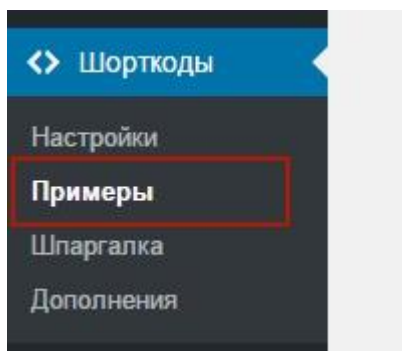 Шорткоды
Настройки
Примеры
Шпаргалка
Дополнения